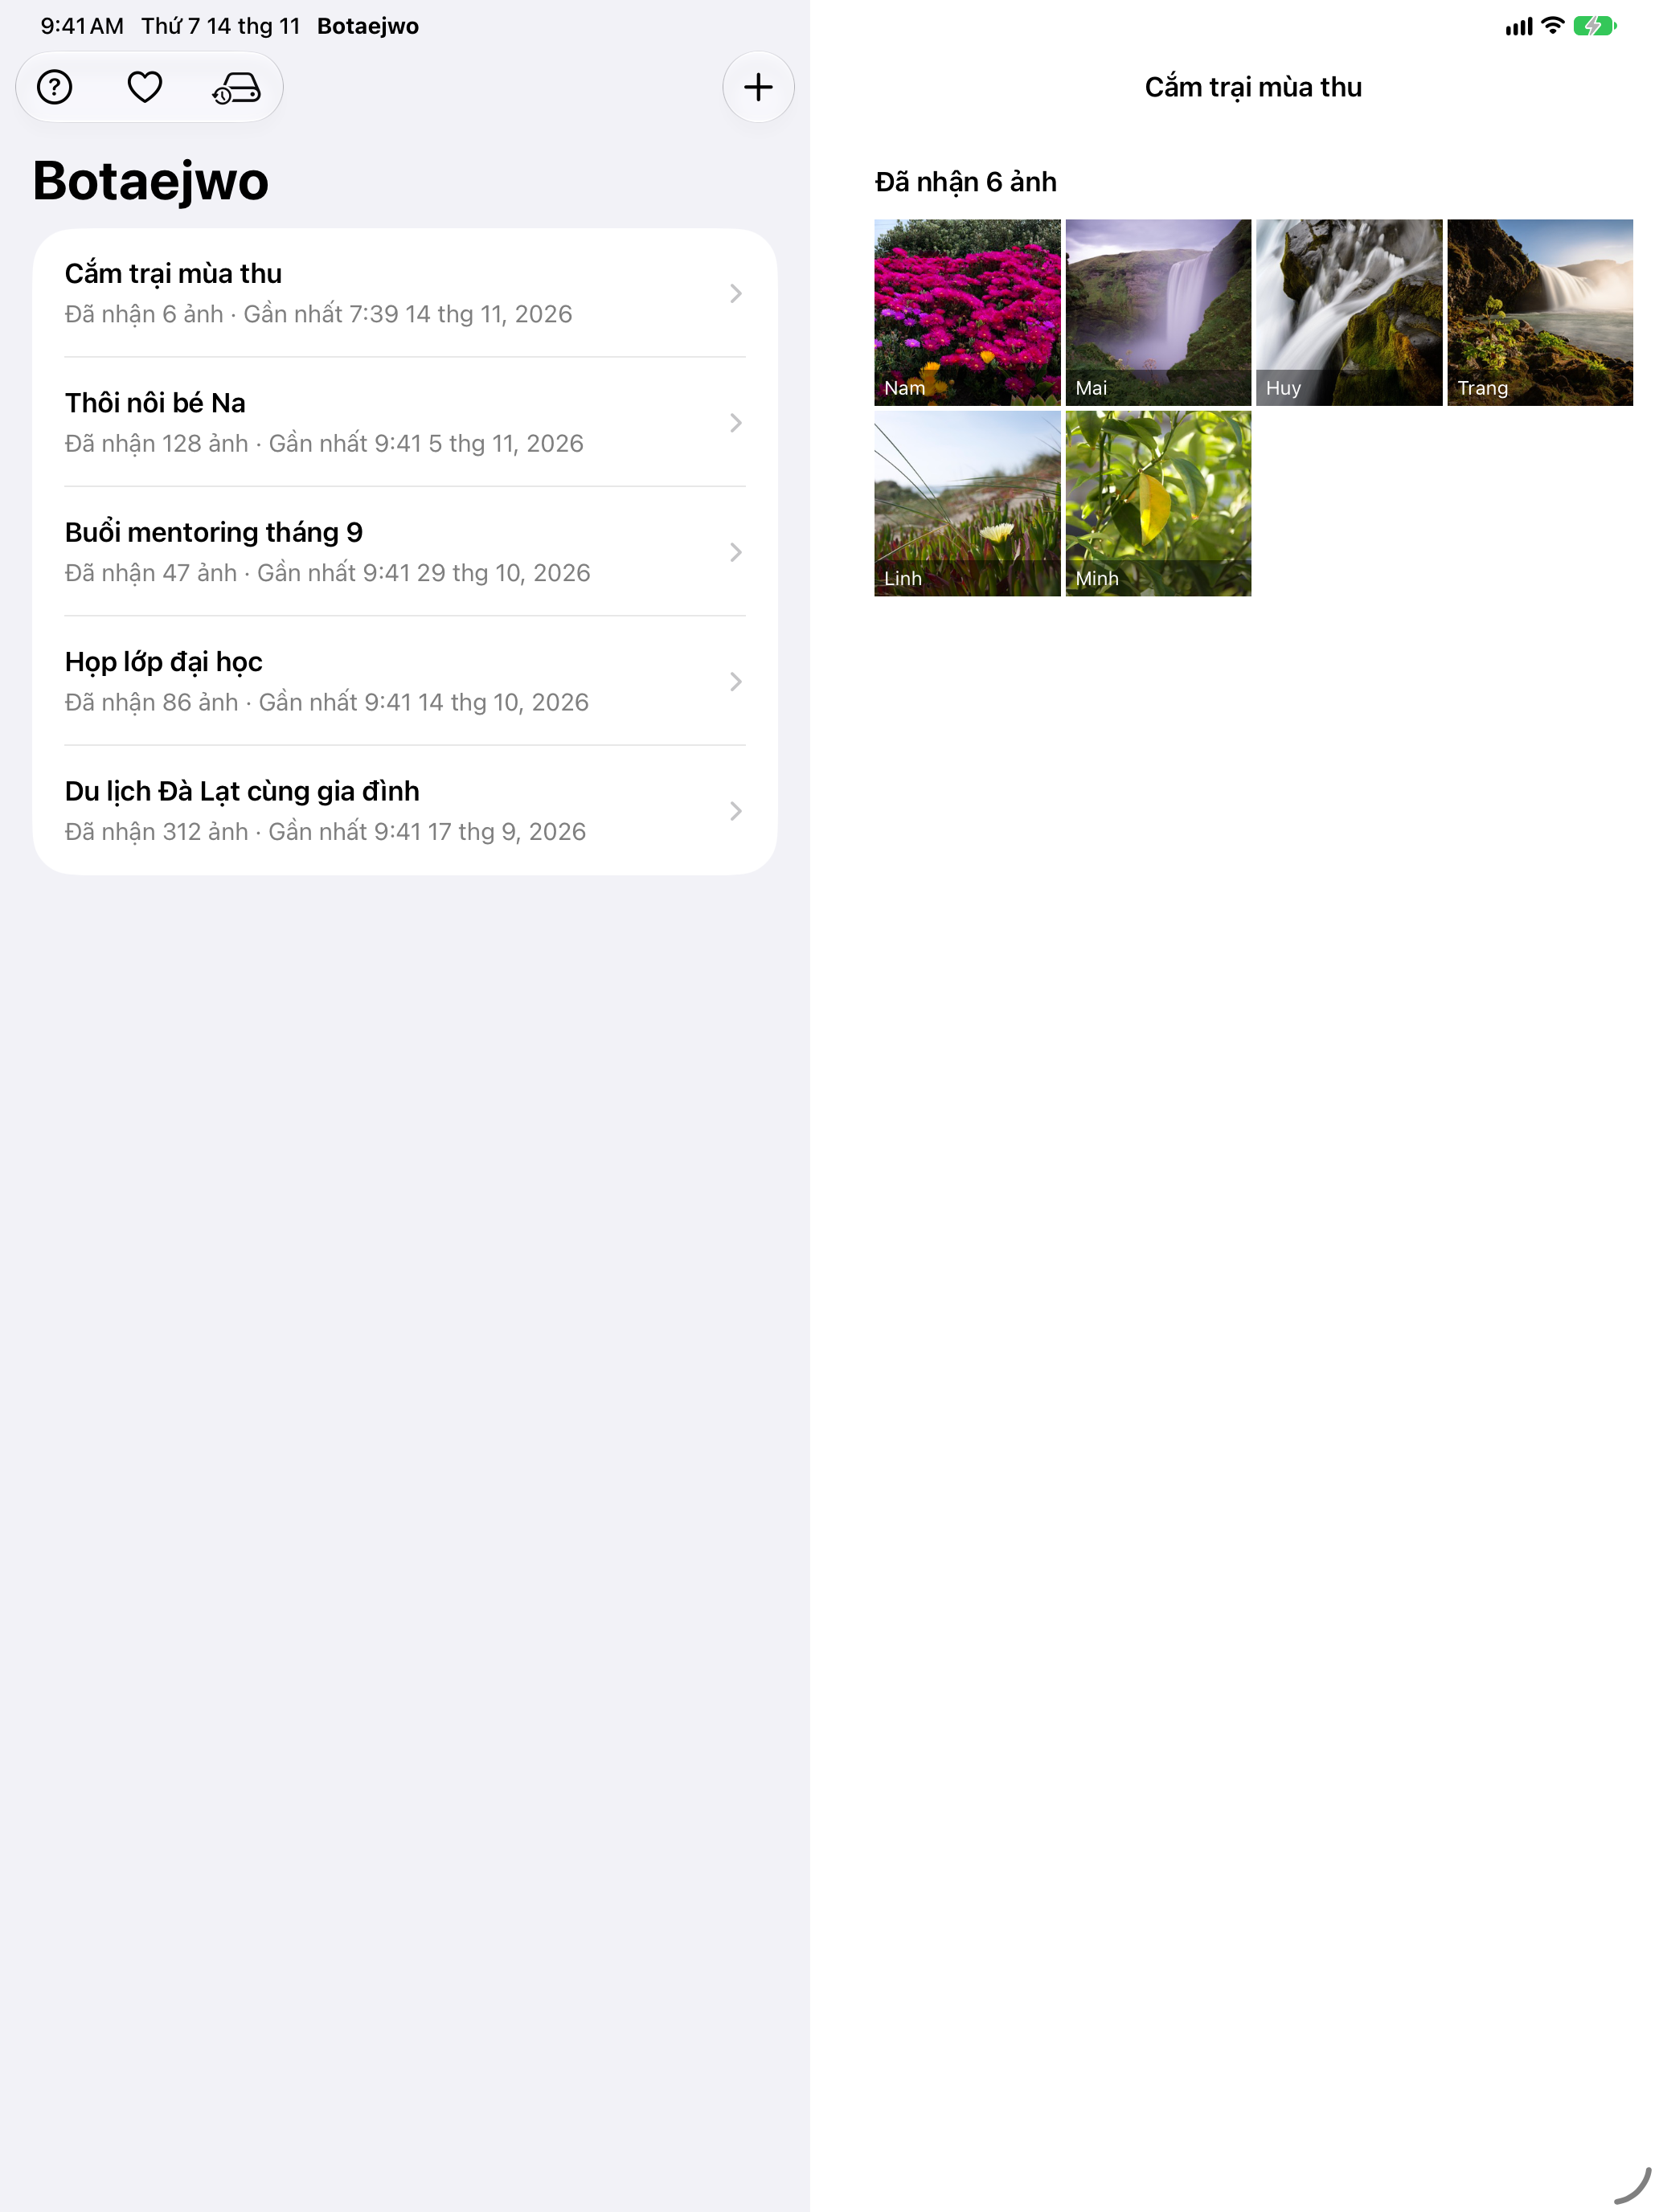 9:41 AM Thứ 7 14 thg 11 Botaejwo
Botaejwo
Cắm trại mùa thu
Đã nhận 6 ảnh · Gần nhất 7:39 14 thg 11, 2026
Thôi nôi bé Na
Đã nhận 128 ảnh · Gần nhất 9:41 5 thg 11, 2026
Buổi mentoring tháng 9
Đã nhận 47 ảnh · Gần nhất 9:41 29 thg 10, 2026
Họp lớp đại học
Đã nhận 86 ảnh · Gần nhất 9:41 14 thg 10, 2026
Du lịch Đà Lạt cùng gia đình
Đã nhận 312 ảnh · Gần nhất 9:41 17 thg 9, 2026
Cắm trại mùa thu
Đã nhận 6 ảnh
Nam
Mai
Huy
Trang
Linh
Minh